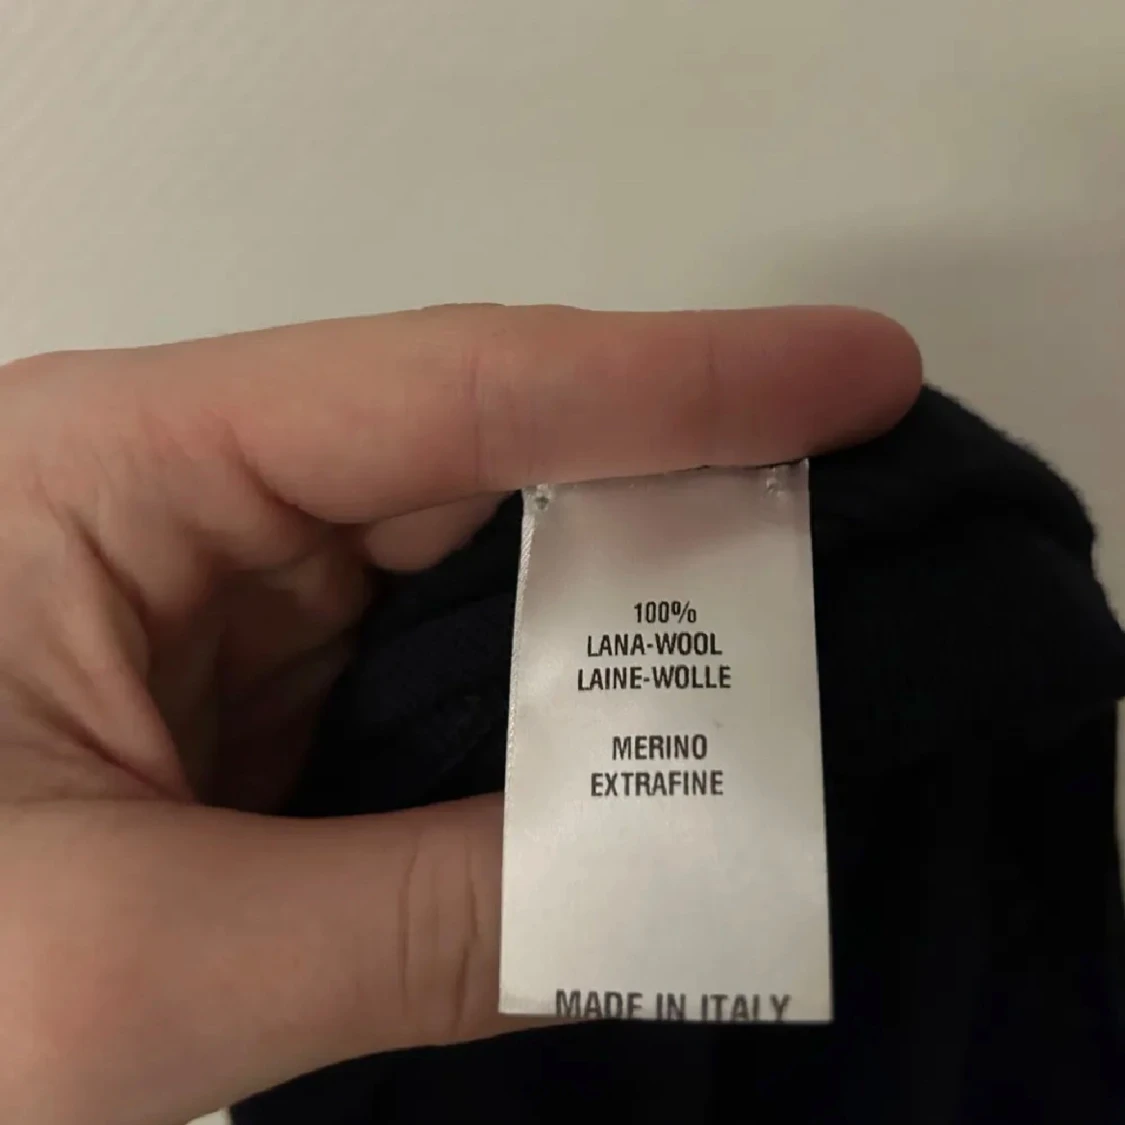 100%
LANA-WOOL
LAINE-WOLLE
MERINO
EXTRAFINE
MADE IN ITALY